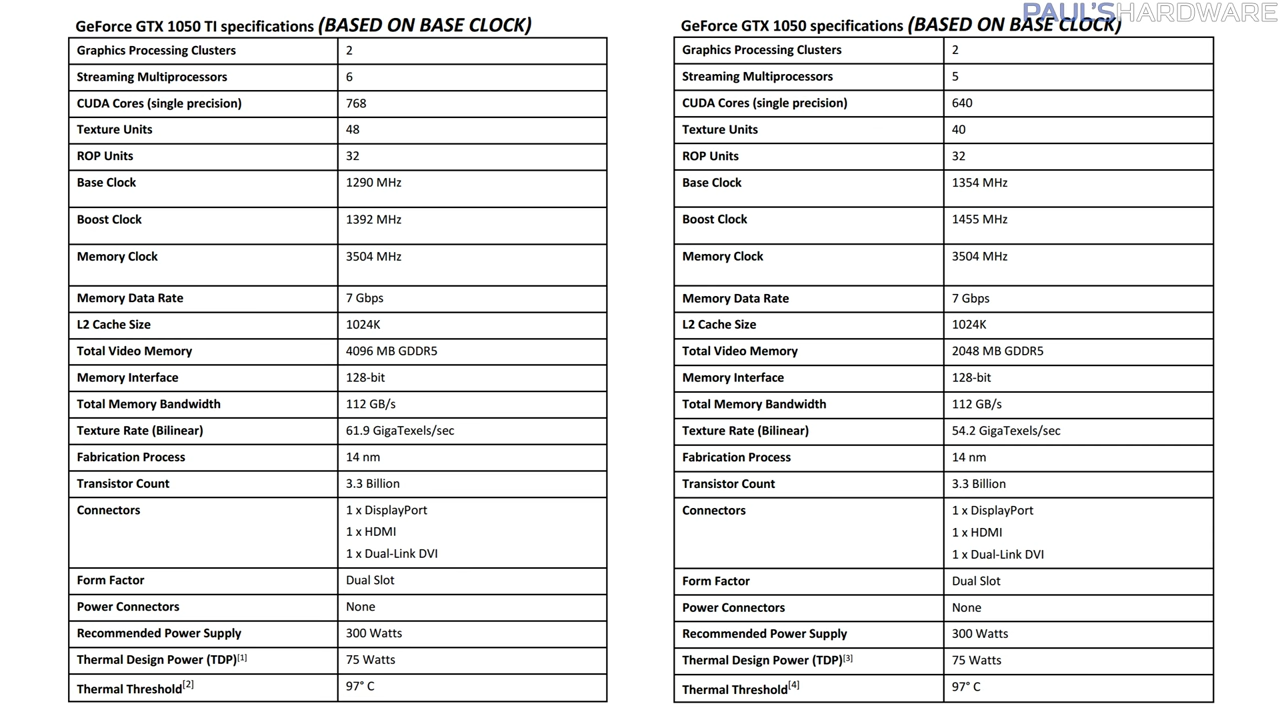 PAUL'SHARDWARE
GeForce GTX 1050 TI specifications (BASED ON BASE CLOCK)
Graphics Processing Clusters 2
Streaming Multiprocessors 6
CUDA Cores (single precision) 768
Texture Units 48
ROP Units 32
Base Clock 1290 MHz
Boost Clock 1392 MHz
Memory Clock 3504 MHz
Memory Data Rate 7 Gbps
L2 Cache Size 1024K
Total Video Memory 4096 MB GDDR5
Memory Interface 128-bit
Total Memory Bandwidth 112 GB/s
Texture Rate (Bilinear) 61.9 GigaTexels/sec
Fabrication Process 14 nm
Transistor Count 3.3 Billion
Connectors 1 x DisplayPort
1 x HDMI
1 x Dual-Link DVI
Form Factor Dual Slot
Power Connectors None
Recommended Power Supply 300 Watts
Thermal Design Power (TDP)[1] 75 Watts
Thermal Threshold[2] 97° C
GeForce GTX 1050 specifications (BASED ON BASE CLOCK)
Graphics Processing Clusters 2
Streaming Multiprocessors 5
CUDA Cores (single precision) 640
Texture Units 40
ROP Units 32
Base Clock 1354 MHz
Boost Clock 1455 MHz
Memory Clock 3504 MHz
Memory Data Rate 7 Gbps
L2 Cache Size 1024K
Total Video Memory 2048 MB GDDR5
Memory Interface 128-bit
Total Memory Bandwidth 112 GB/s
Texture Rate (Bilinear) 54.2 GigaTexels/sec
Fabrication Process 14 nm
Transistor Count 3.3 Billion
Connectors 1 x DisplayPort
1 x HDMI
1 x Dual-Link DVI
Form Factor Dual Slot
Power Connectors None
Recommended Power Supply 300 Watts
Thermal Design Power (TDP)[3] 75 Watts
Thermal Threshold[4] 97° C